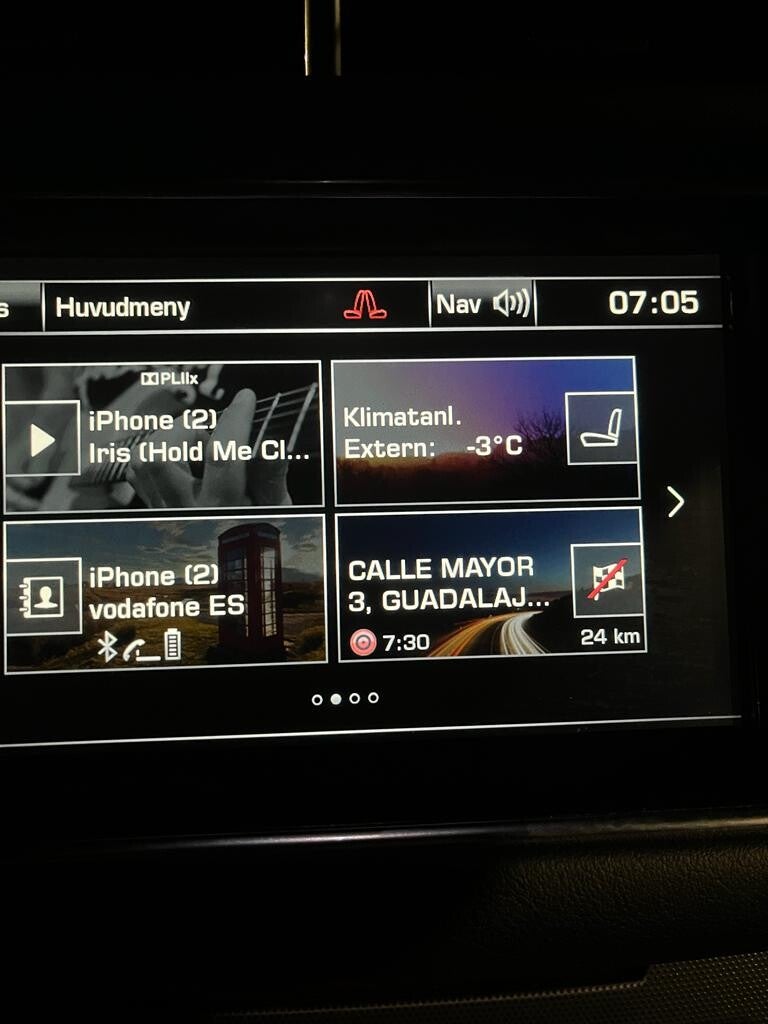 s
Huvudmeny
Nav
07:05
PLIIx
iPhone (2)
Iris (Hold Me Cl...
Klimatanl.
Extern: -3°C
iPhone (2)
vodafone ES
CALLE MAYOR
3, GUADALAJ...
7:30
24 km